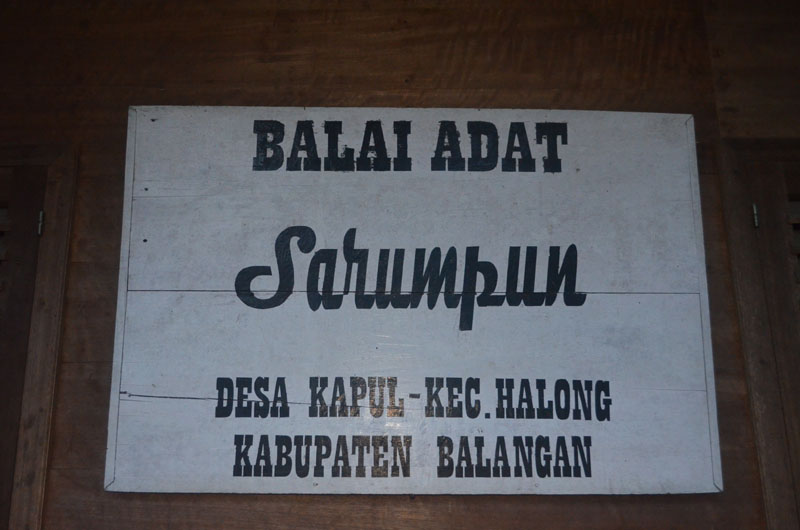 BALAI ADAT
Sarumpun
DESA KAPUL-KEC.HALONG
KABUPATEN BALANGAN